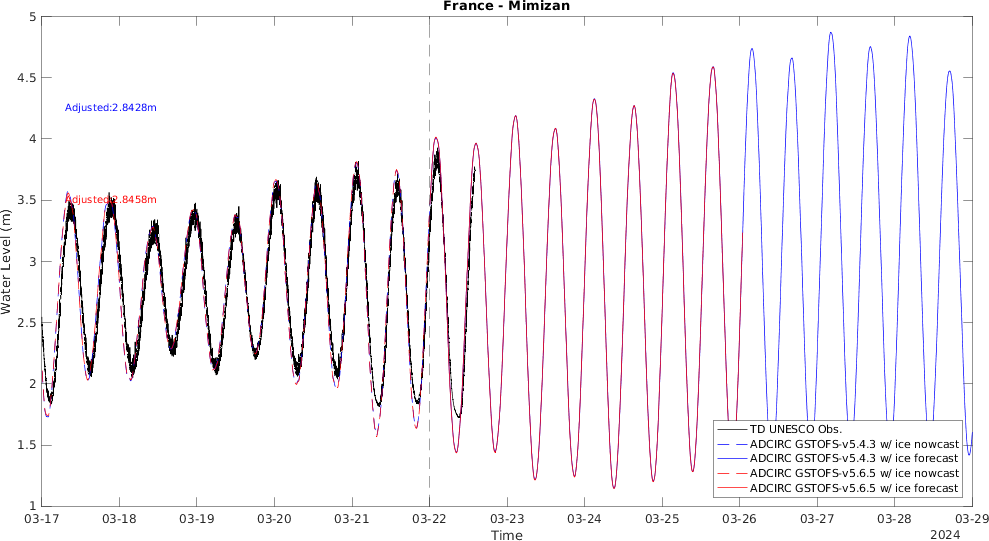 France - Mimizan
Water Level (m)
5
4.5
4
3.5
3
2.5
2
1.5
1
Adjusted:2.8428m
Adjusted:2.8458m
TD UNESCO Obs.
ADCIRC GSTOFS-v5.4.3 w/ ice nowcast
ADCIRC GSTOFS-v5.4.3 w/ ice forecast
ADCIRC GSTOFS-v5.6.5 w/ ice nowcast
ADCIRC GSTOFS-v5.6.5 w/ ice forecast
03-17 03-18 03-19 03-20 03-21 03-22 03-23 03-24 03-25 03-26 03-27 03-28 03-29
Time
2024